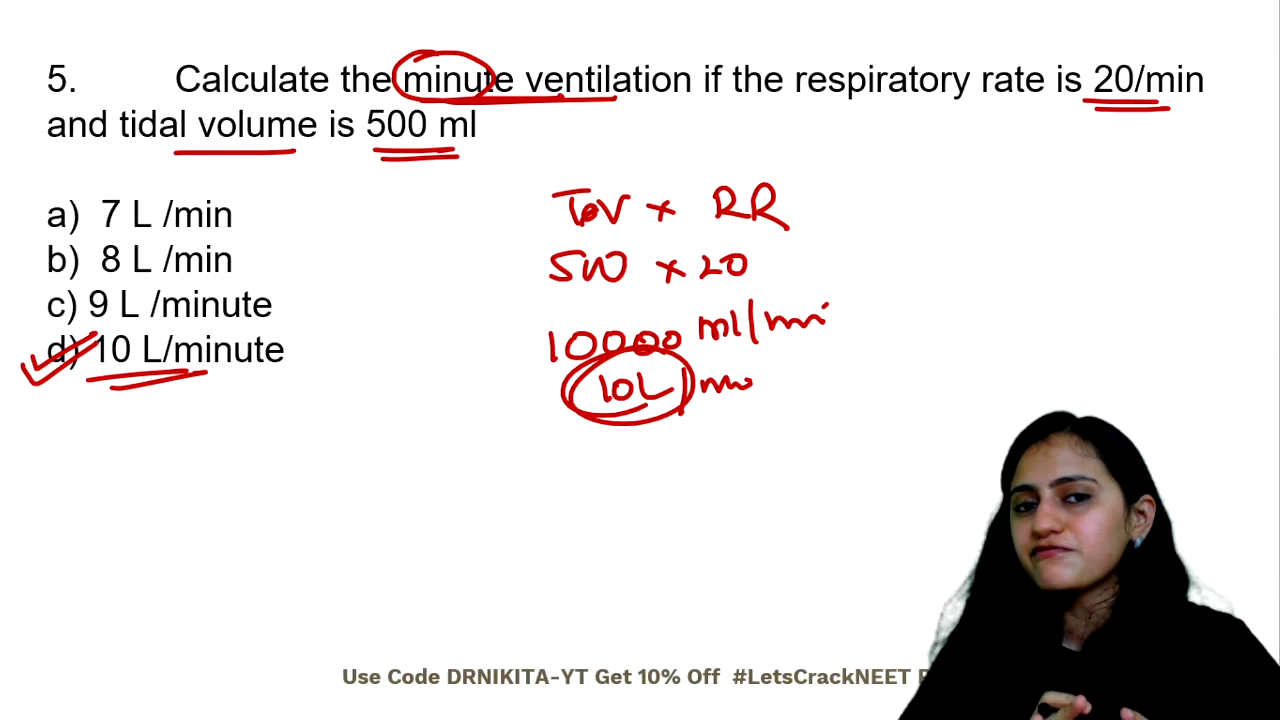 5. Calculate the minute ventilation if the respiratory rate is 20/min
and tidal volume is 500 ml
a) 7 L /min
b) 8 L /min
c) 9 L /minute
d) 10 L/minute
x RR
500 x 20
10000 ml/min
10L/min
Use Code DRNIKITA-YT Get 10% Off #LetsCrackNEET